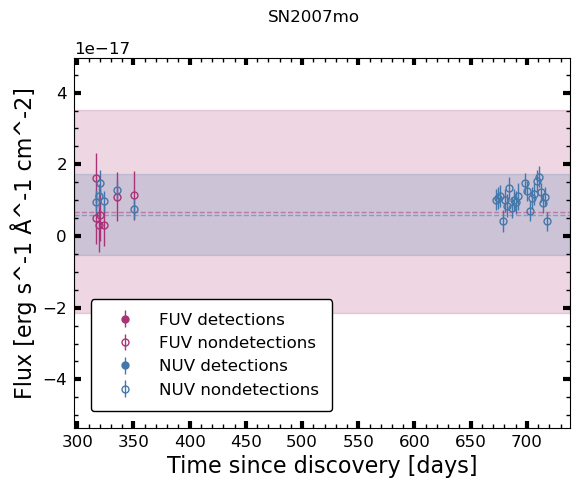 SN2007mo
1e−17
4
2
0
−2
−4
Flux [erg s^-1 Å^-1 cm^-2]
FUV detections
FUV nondetections
NUV detections
NUV nondetections
300 350 400 450 500 550 600 650 700
Time since discovery [days]